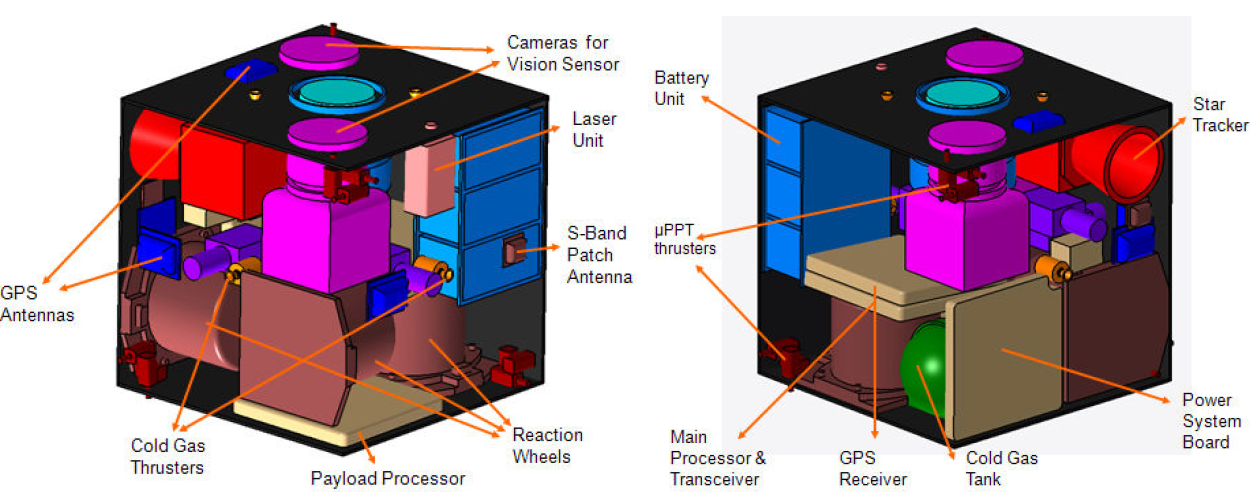 Cameras for
Vision Sensor
Laser
Unit
S-Band
Patch
Antenna
GPS
Antennas
Cold Gas
Thrusters
Payload Processor
Reaction
Wheels
Battery
Unit
Star
Tracker
µPPT
thrusters
Main
Processor &
Transceiver
GPS
Receiver
Cold Gas
Tank
Power
System
Board